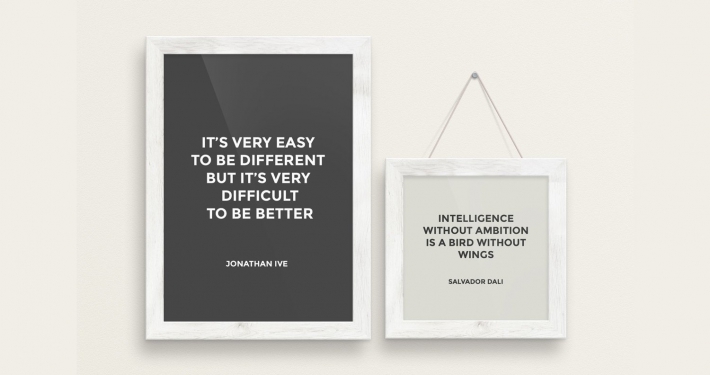 IT'S VERY EASY
TO BE DIFFERENT
BUT IT'S VERY
DIFFICULT
TO BE BETTER
JONATHAN IVE
INTELLIGENCE
WITHOUT AMBITION
IS A BIRD WITHOUT
WINGS
SALVADOR DALI